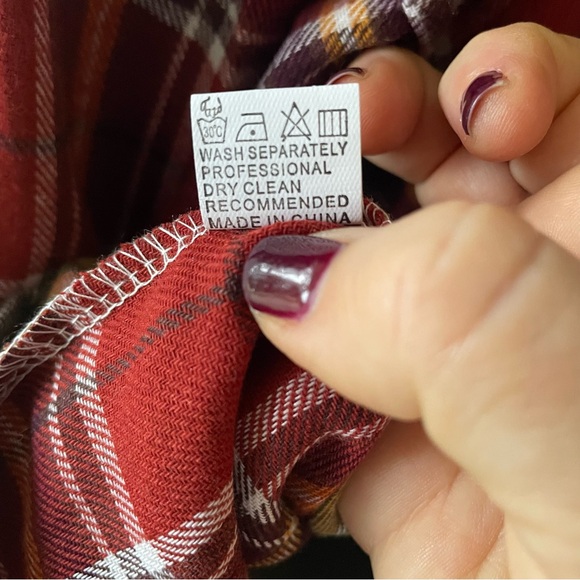 30°C
WASH SEPARATELY
PROFESSIONAL
DRY CLEAN
RECOMMENDED
MADE IN CHINA